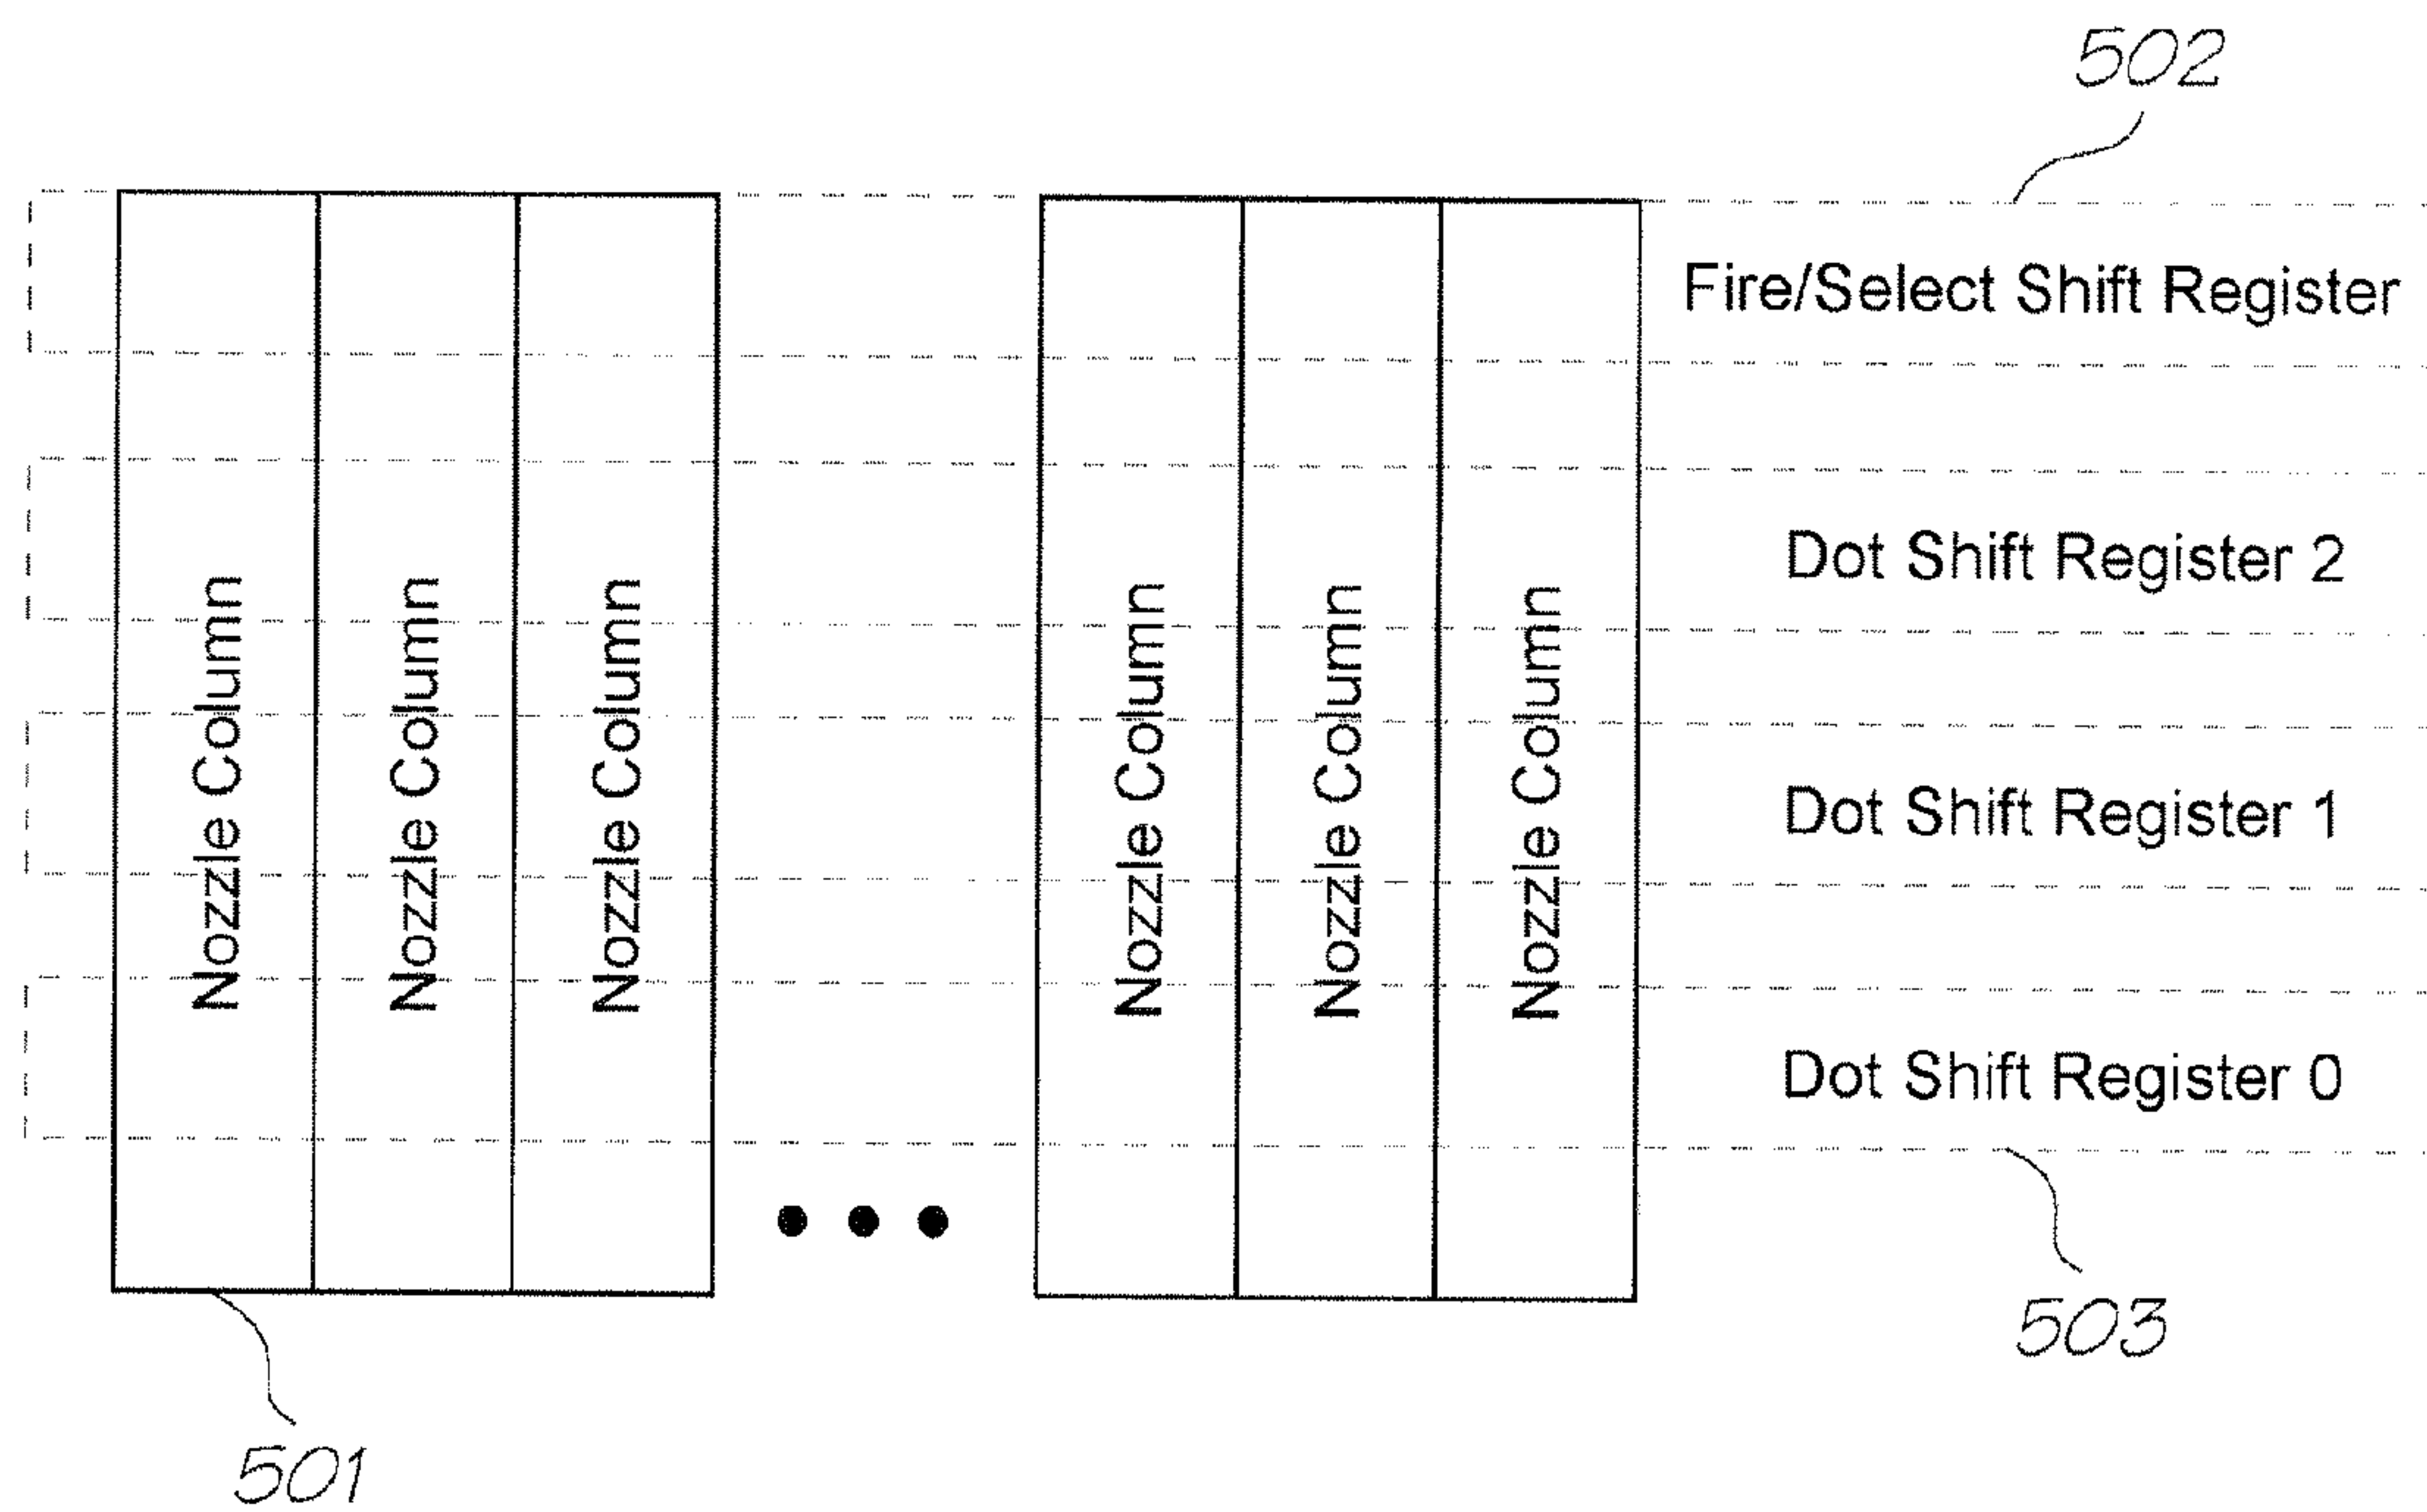 502
Fire/Select Shift Register
Dot Shift Register 2
Dot Shift Register 1
Dot Shift Register 0
Nozzle Column
Nozzle Column
Nozzle Column
Nozzle Column
Nozzle Column
Nozzle Column
503
501